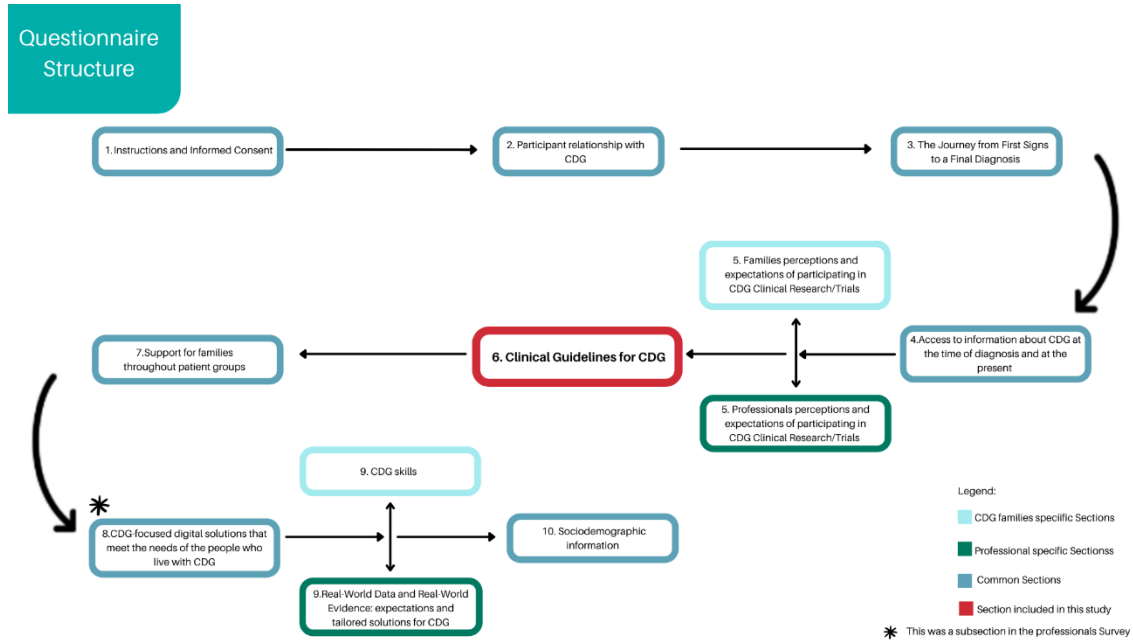 Questionnaire
Structure
1. Instructions and Informed Consent
2. Participant relationship with
CDG
3. The Journey from First Signs
to a Final Diagnosis
5. Families perceptions and
expectations of participating in
CDG Clinical Research/Trials
4.Access to information about CDG at
the time of diagnosis and at the
present
6. Clinical Guidelines for CDG
7.Support for families
throughout patient groups
5. Professionals perceptions and
expectations of participating in
CDG Clinical Research/Trials
9. CDG skills
8.CDG-focused digital solutions that
meet the needs of the people who
live with CDG
10. Sociodemographic
information
9.Real-World Data and Real-World
Evidence: expectations and
tailored solutions for CDG
Legend:
CDG families speciific Sections
Professional specific Sectionss
Common Sections
Section included in this study
This was a subsection in the professionals Survey